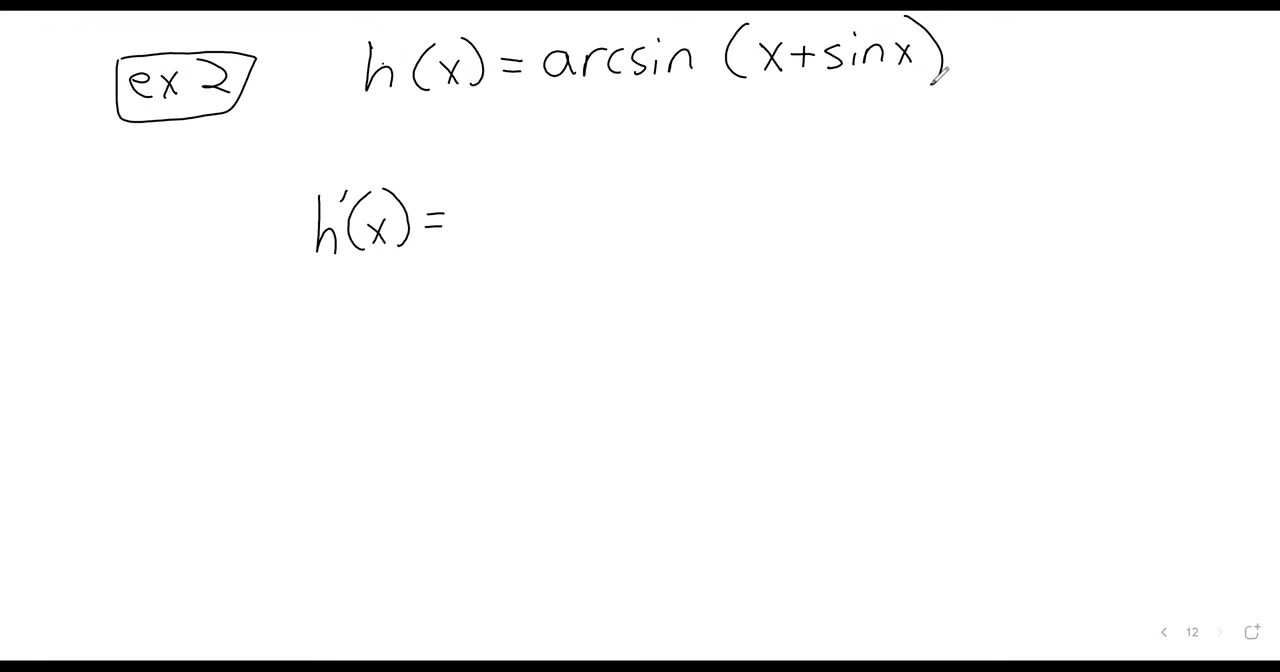 ex 2
h(x) = arcsin (x+sinx)
h'(x) =
12